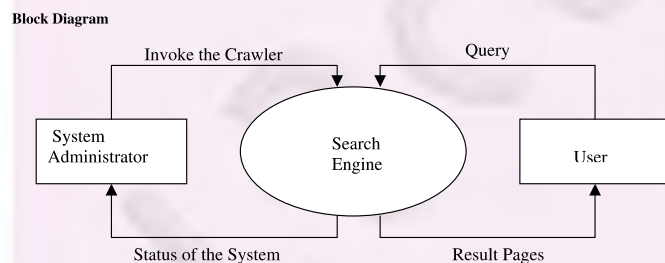 Block Diagram
Invoke the Crawler
Query
System
Administrator
Search
Engine
User
Status of the System
Result Pages